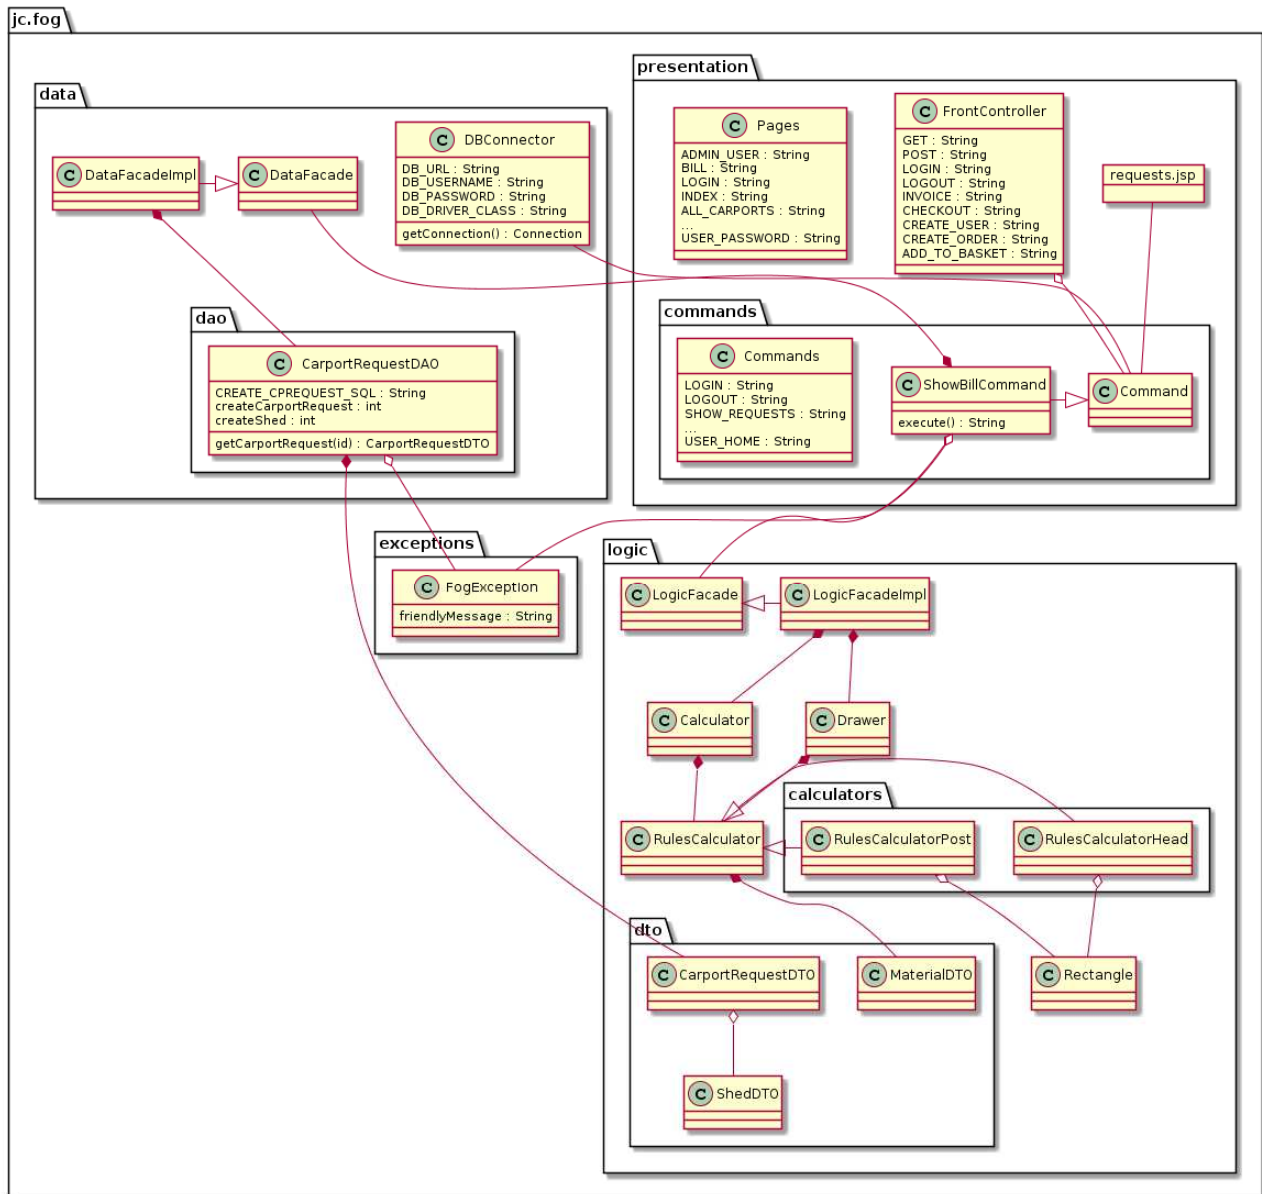 jc.fog
data
C DataFacadeImpl
C DataFacade
C DBConnector
DB_URL : String
DB_USERNAME : String
DB_PASSWORD : String
DB_DRIVER_CLASS : String
getConnection() : Connection
dao
C CarportRequestDAO
CREATE_CPREQUEST_SQL : String
createCarportRequest : int
createShed : int
getCarportRequest(id) : CarportRequestDTO
presentation
C Pages
ADMIN_USER : String
BILL : String
LOGIN : String
INDEX : String
ALL_CARPORTS : String
...
USER_PASSWORD : String
C FrontController
GET : String
POST : String
LOGIN : String
LOGOUT : String
INVOICE : String
CHECKOUT : String
CREATE_USER : String
CREATE_ORDER : String
ADD_TO_BASKET : String
requests.jsp
commands
C Commands
LOGIN : String
LOGOUT : String
SHOW_REQUESTS : String
...
USER_HOME : String
C ShowBillCommand
execute() : String
C Command
exceptions
C FogException
friendlyMessage : String
logic
C LogicFacade
C LogicFacadeImpl
C Calculator
C Drawer
calculators
C RulesCalculator
C RulesCalculatorPost
C RulesCalculatorHead
dto
C CarportRequestDTO
C MaterialDTO
C Rectangle
C ShedDTO